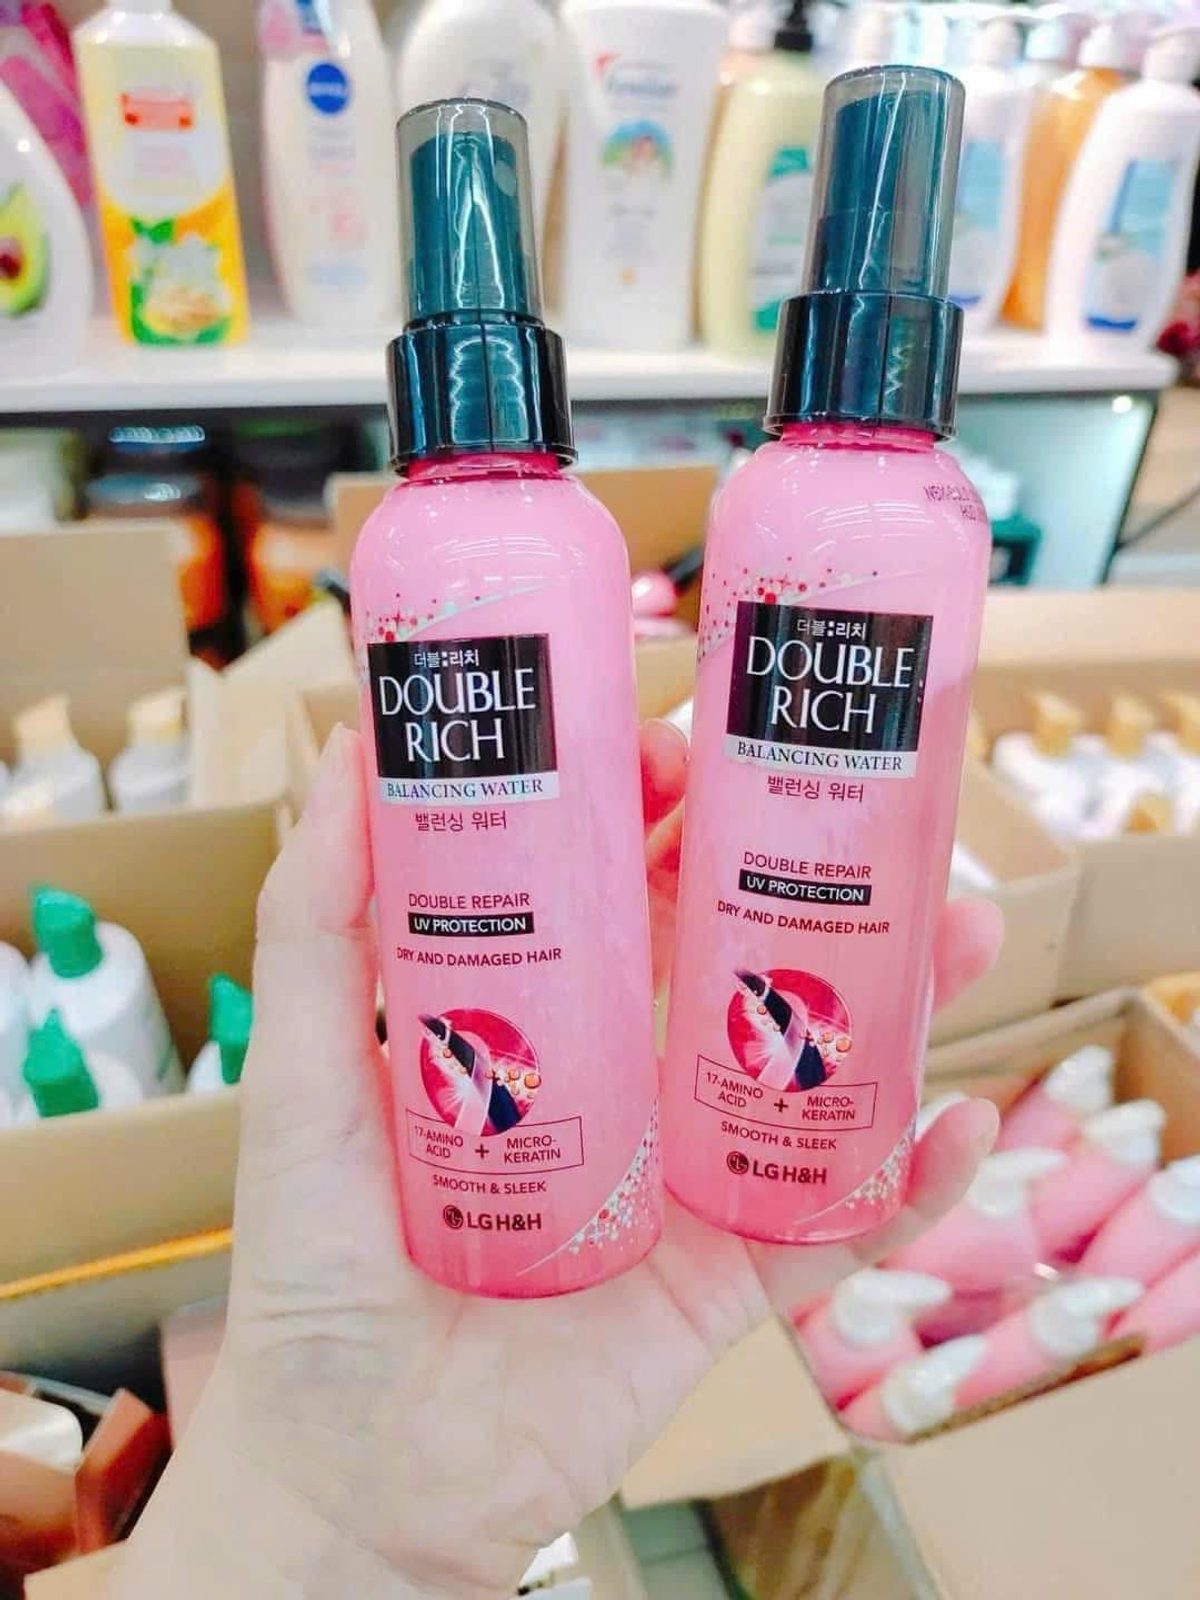 NIVEA
더블:리치
DOUBLE
RICH
BALANCING WATER
밸런싱 워터
DOUBLE REPAIR
UV PROTECTION
DRY AND DAMAGED HAIR
17-AMINO
ACID
+
MICRO-
KERATIN
SMOOTH & SLEEK
LG H&H
더블:리치
DOUBLE
RICH
BALANCING WATER
밸런싱 워터
DOUBLE REPAIR
UV PROTECTION
DRY AND DAMAGED HAIR
17-AMINO
ACID
+
MICRO-
KERATIN
SMOOTH & SLEEK
LG H&H